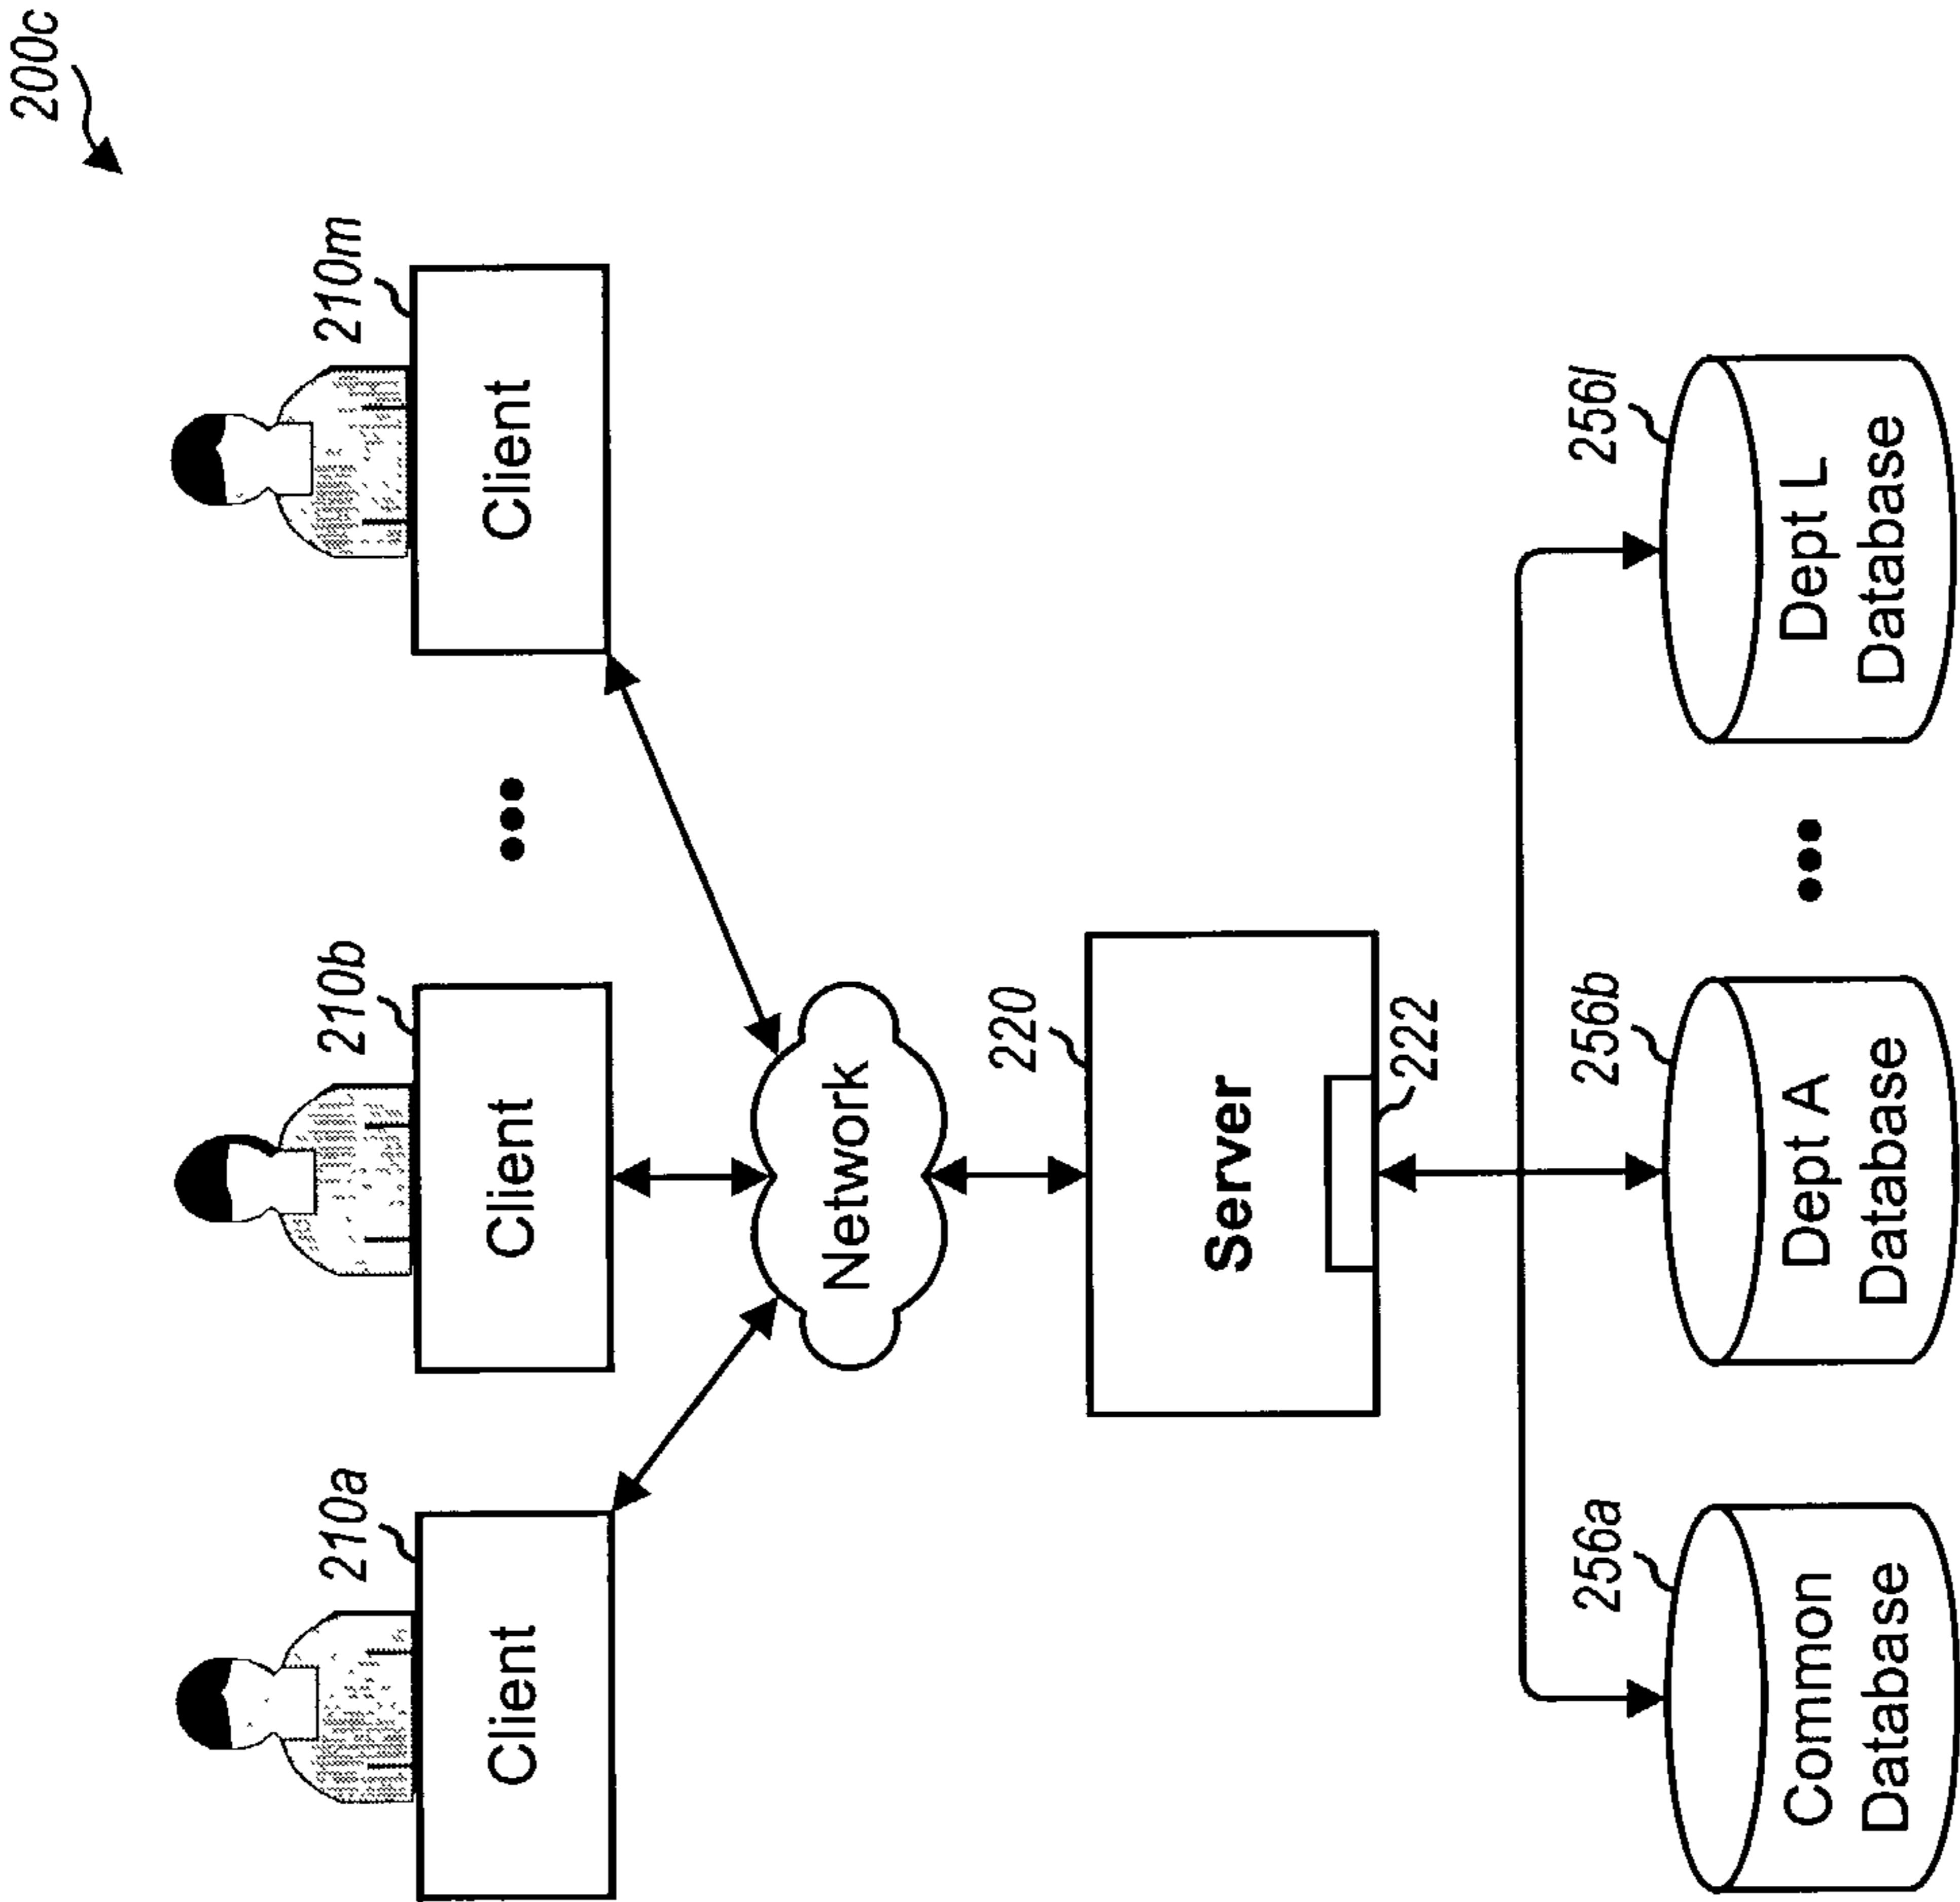 200c
210a
210b
210m
Client
Client
•••
Client
Network
220
Server
222
256a
256b
256l
Common
Database
Dept A
Database
•••
Dept L
Database